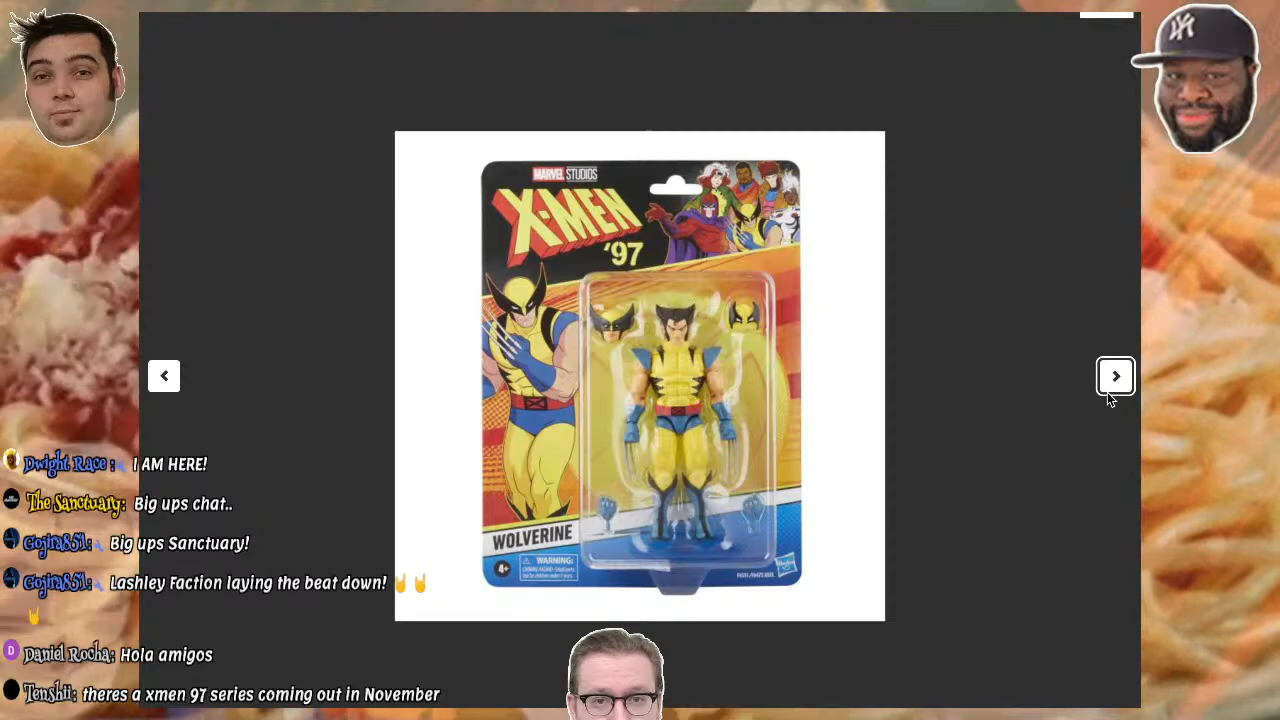 MARVEL STUDIOS
X-MEN
'97
WOLVERINE
4+
WARNING:
Hasbro
Dwight Race: I AM HERE!
The Sanctuary: Big ups chat..
Gojira851: Big ups Sanctuary!
Gojira851: Lashley Faction laying the beat down! 🤘🤘
🤘
D
Daniel Rocha: Hola amigos
Tenshii: theres a xmen 97 series coming out in November